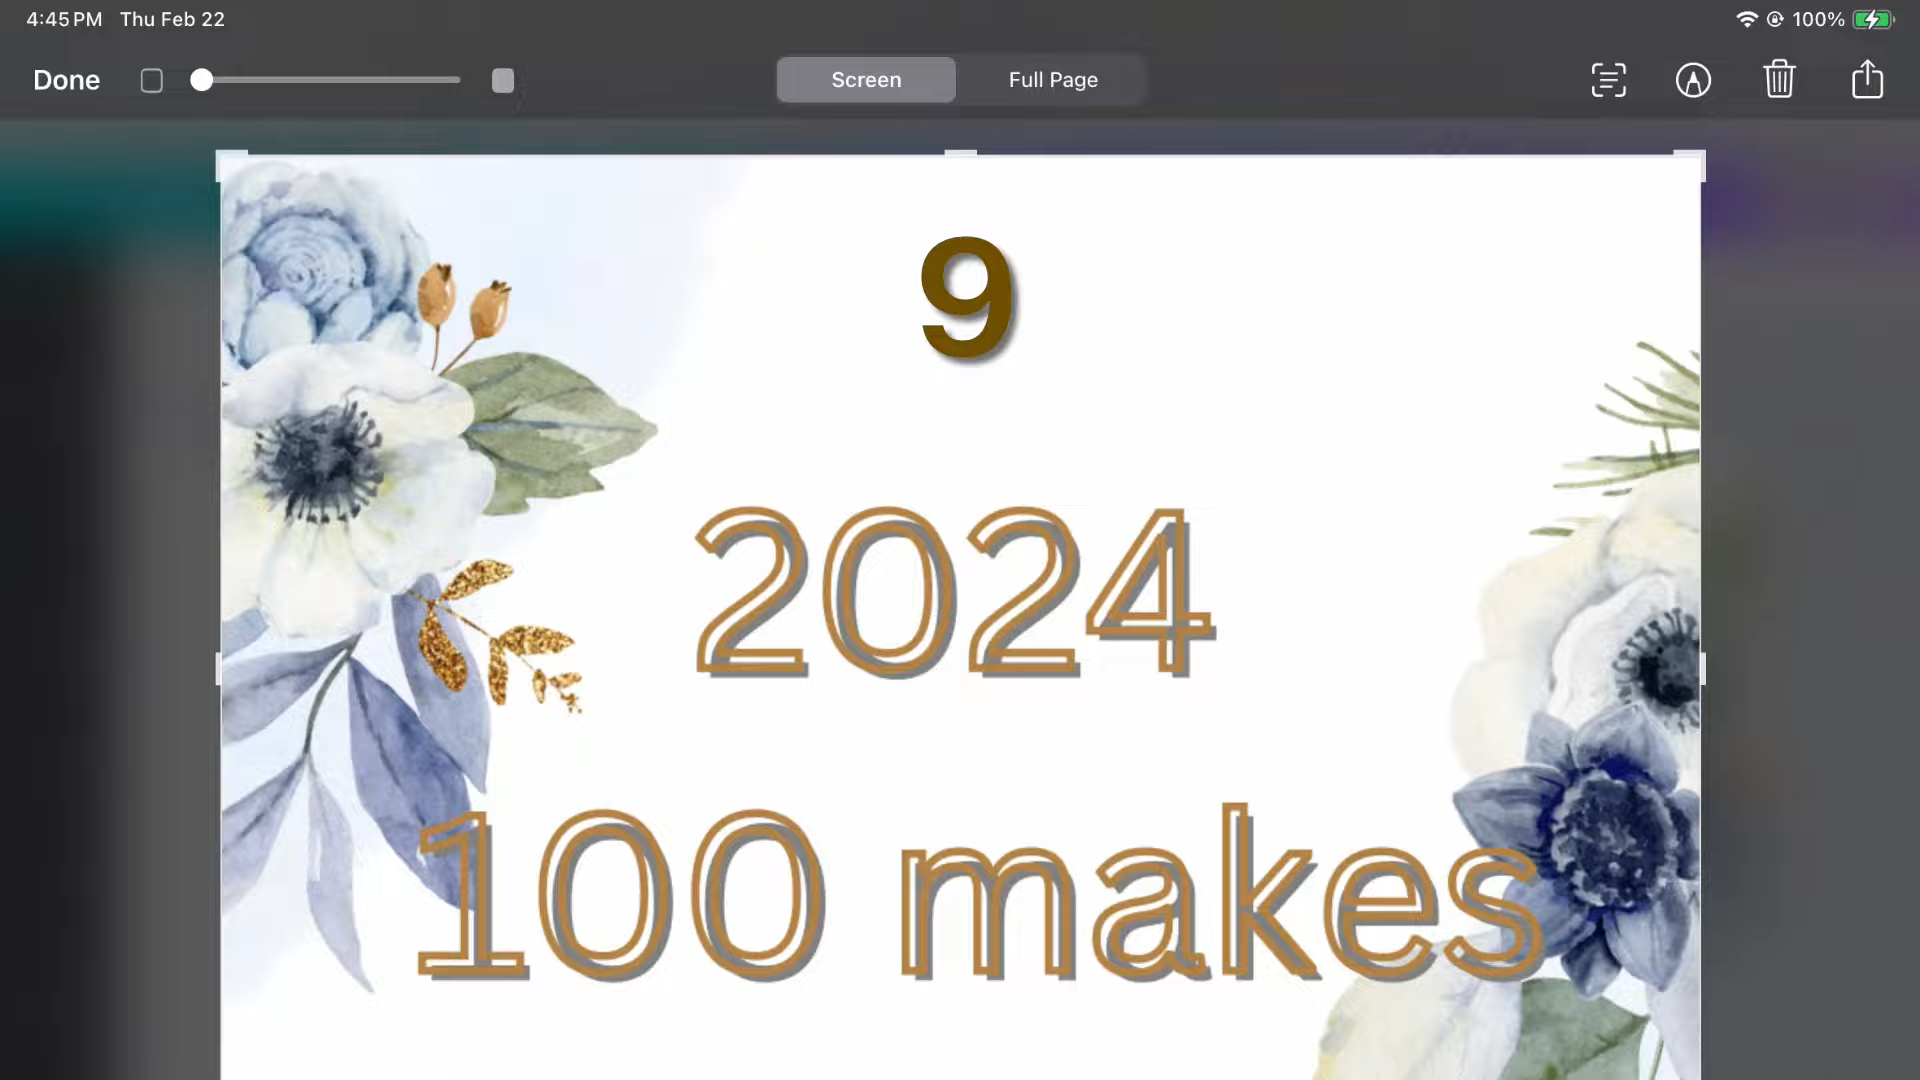 4:45 PM Thu Feb 22
100%
Done
Screen
Full Page
9
2024
100 makes